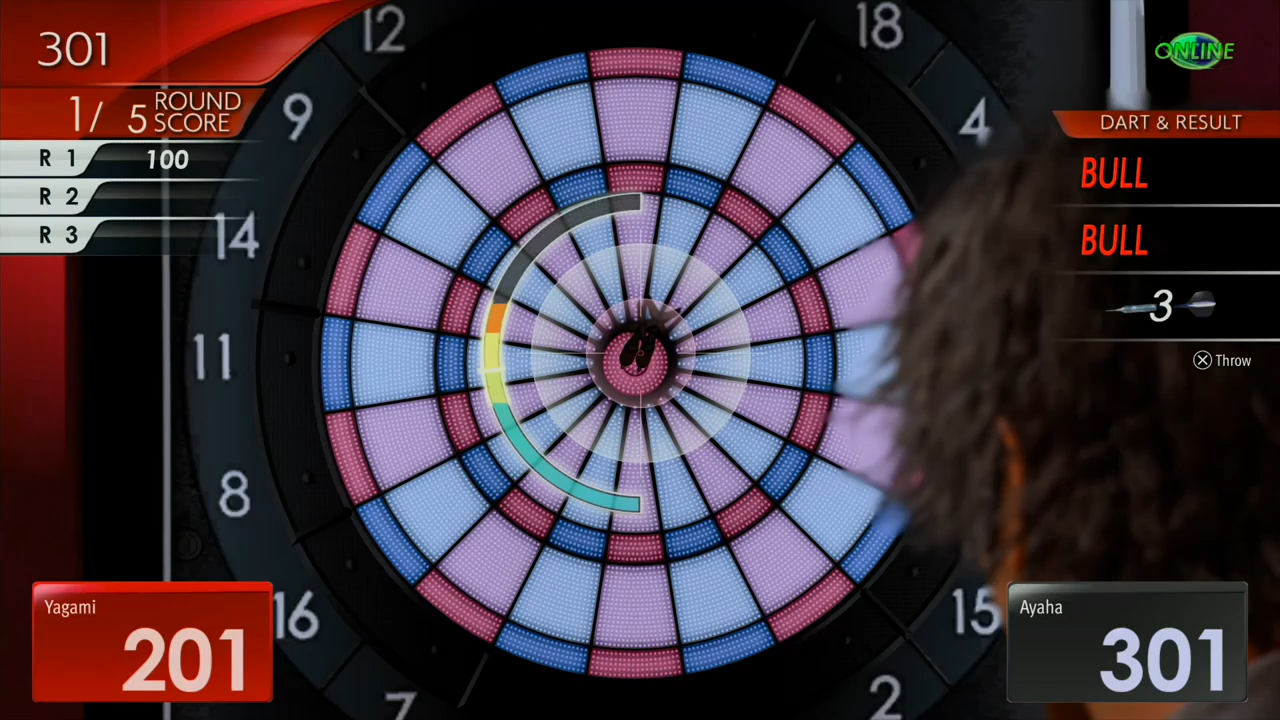 301
1/ 5 ROUND SCORE
R 1 100
R 2
R 3
12
18
9
4
14
11
8
16
15
7
2
ONLINE
DART & RESULT
BULL
BULL
3
Throw
Yagami
201
Ayaha
301